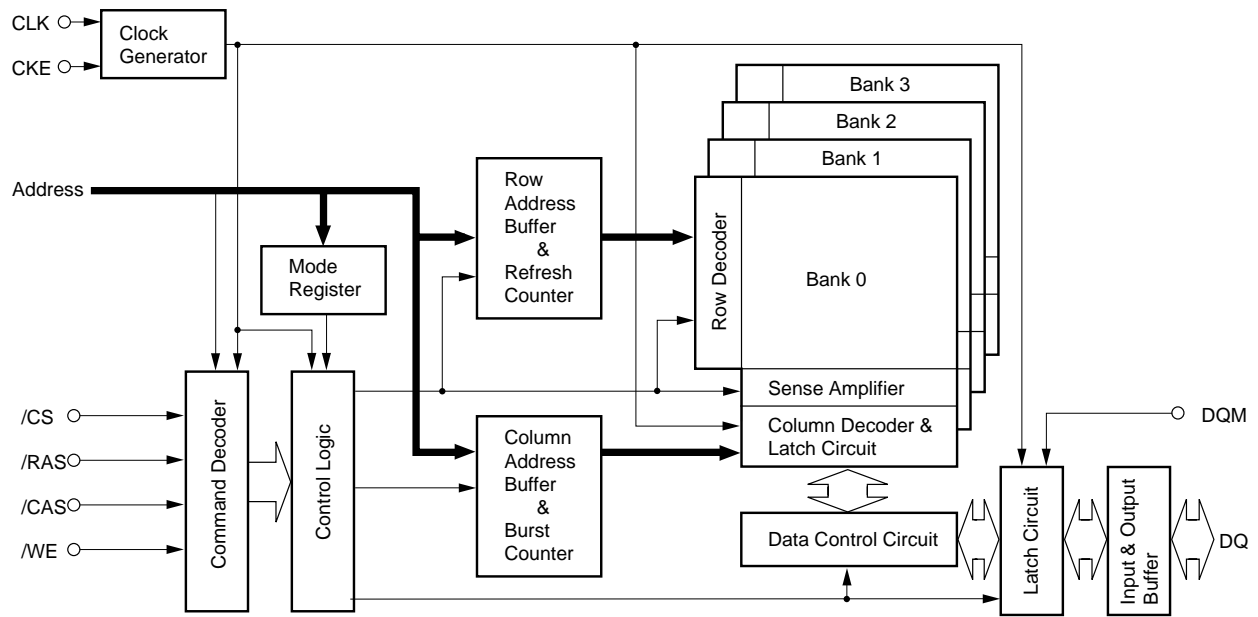 CLK
CKE
Clock
Generator
Bank 3
Bank 2
Bank 1
Address
Row
Address
Buffer
&
Refresh
Counter
Row Decoder
Bank 0
Mode
Register
Sense Amplifier
/CS
/RAS
/CAS
/WE
Command Decoder
Control Logic
Column
Address
Buffer
&
Burst
Counter
Column Decoder &
Latch Circuit
DQM
Data Control Circuit
Latch Circuit
Input & Output
Buffer
DQ